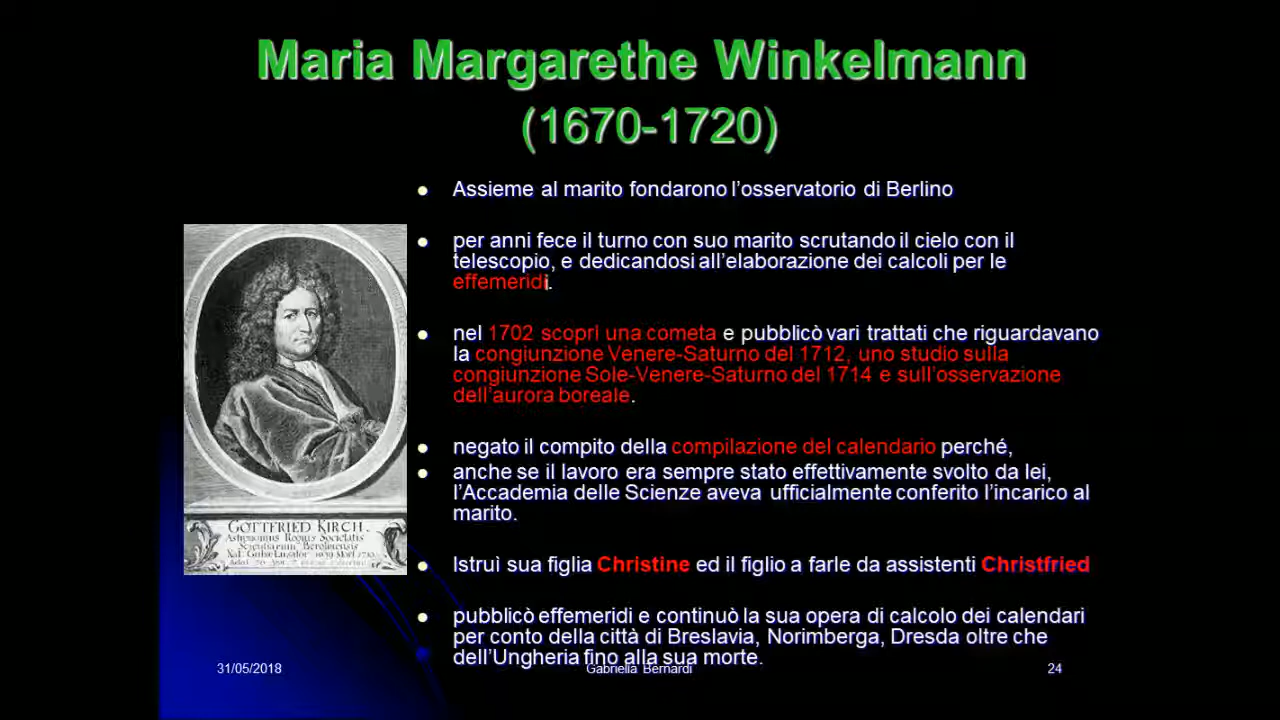 Maria Margarethe Winkelmann
(1670-1720)
Assieme al marito fondarono l'osservatorio di Berlino
per anni fece il turno con suo marito scrutando il cielo con il
telescopio, e dedicandosi all'elaborazione dei calcoli per le
effemeridi.
nel 1702 scoprì una cometa e pubblicò vari trattati che riguardavano
la congiunzione Venere-Saturno del 1712, uno studio sulla
congiunzione Sole-Venere-Saturno del 1714 e sull'osservazione
dell'aurora boreale.
negato il compito della compilazione del calendario perché,
anche se il lavoro era sempre stato effettivamente svolto da lei,
l'Accademia delle Scienze aveva ufficialmente conferito l'incarico al
marito.
Istruì sua figlia Christine ed il figlio a farle da assistenti Christfried
pubblicò effemeridi e continuò la sua opera di calcolo dei calendari
per conto della città di Breslavia, Norimberga, Dresda oltre che
dell'Ungheria fino alla sua morte.
GOTTFRIED KIRCH.
Astronomus Regius Societatis
Scientiarum Berolinensis
31/05/2018
Gabriella Bernardi
24